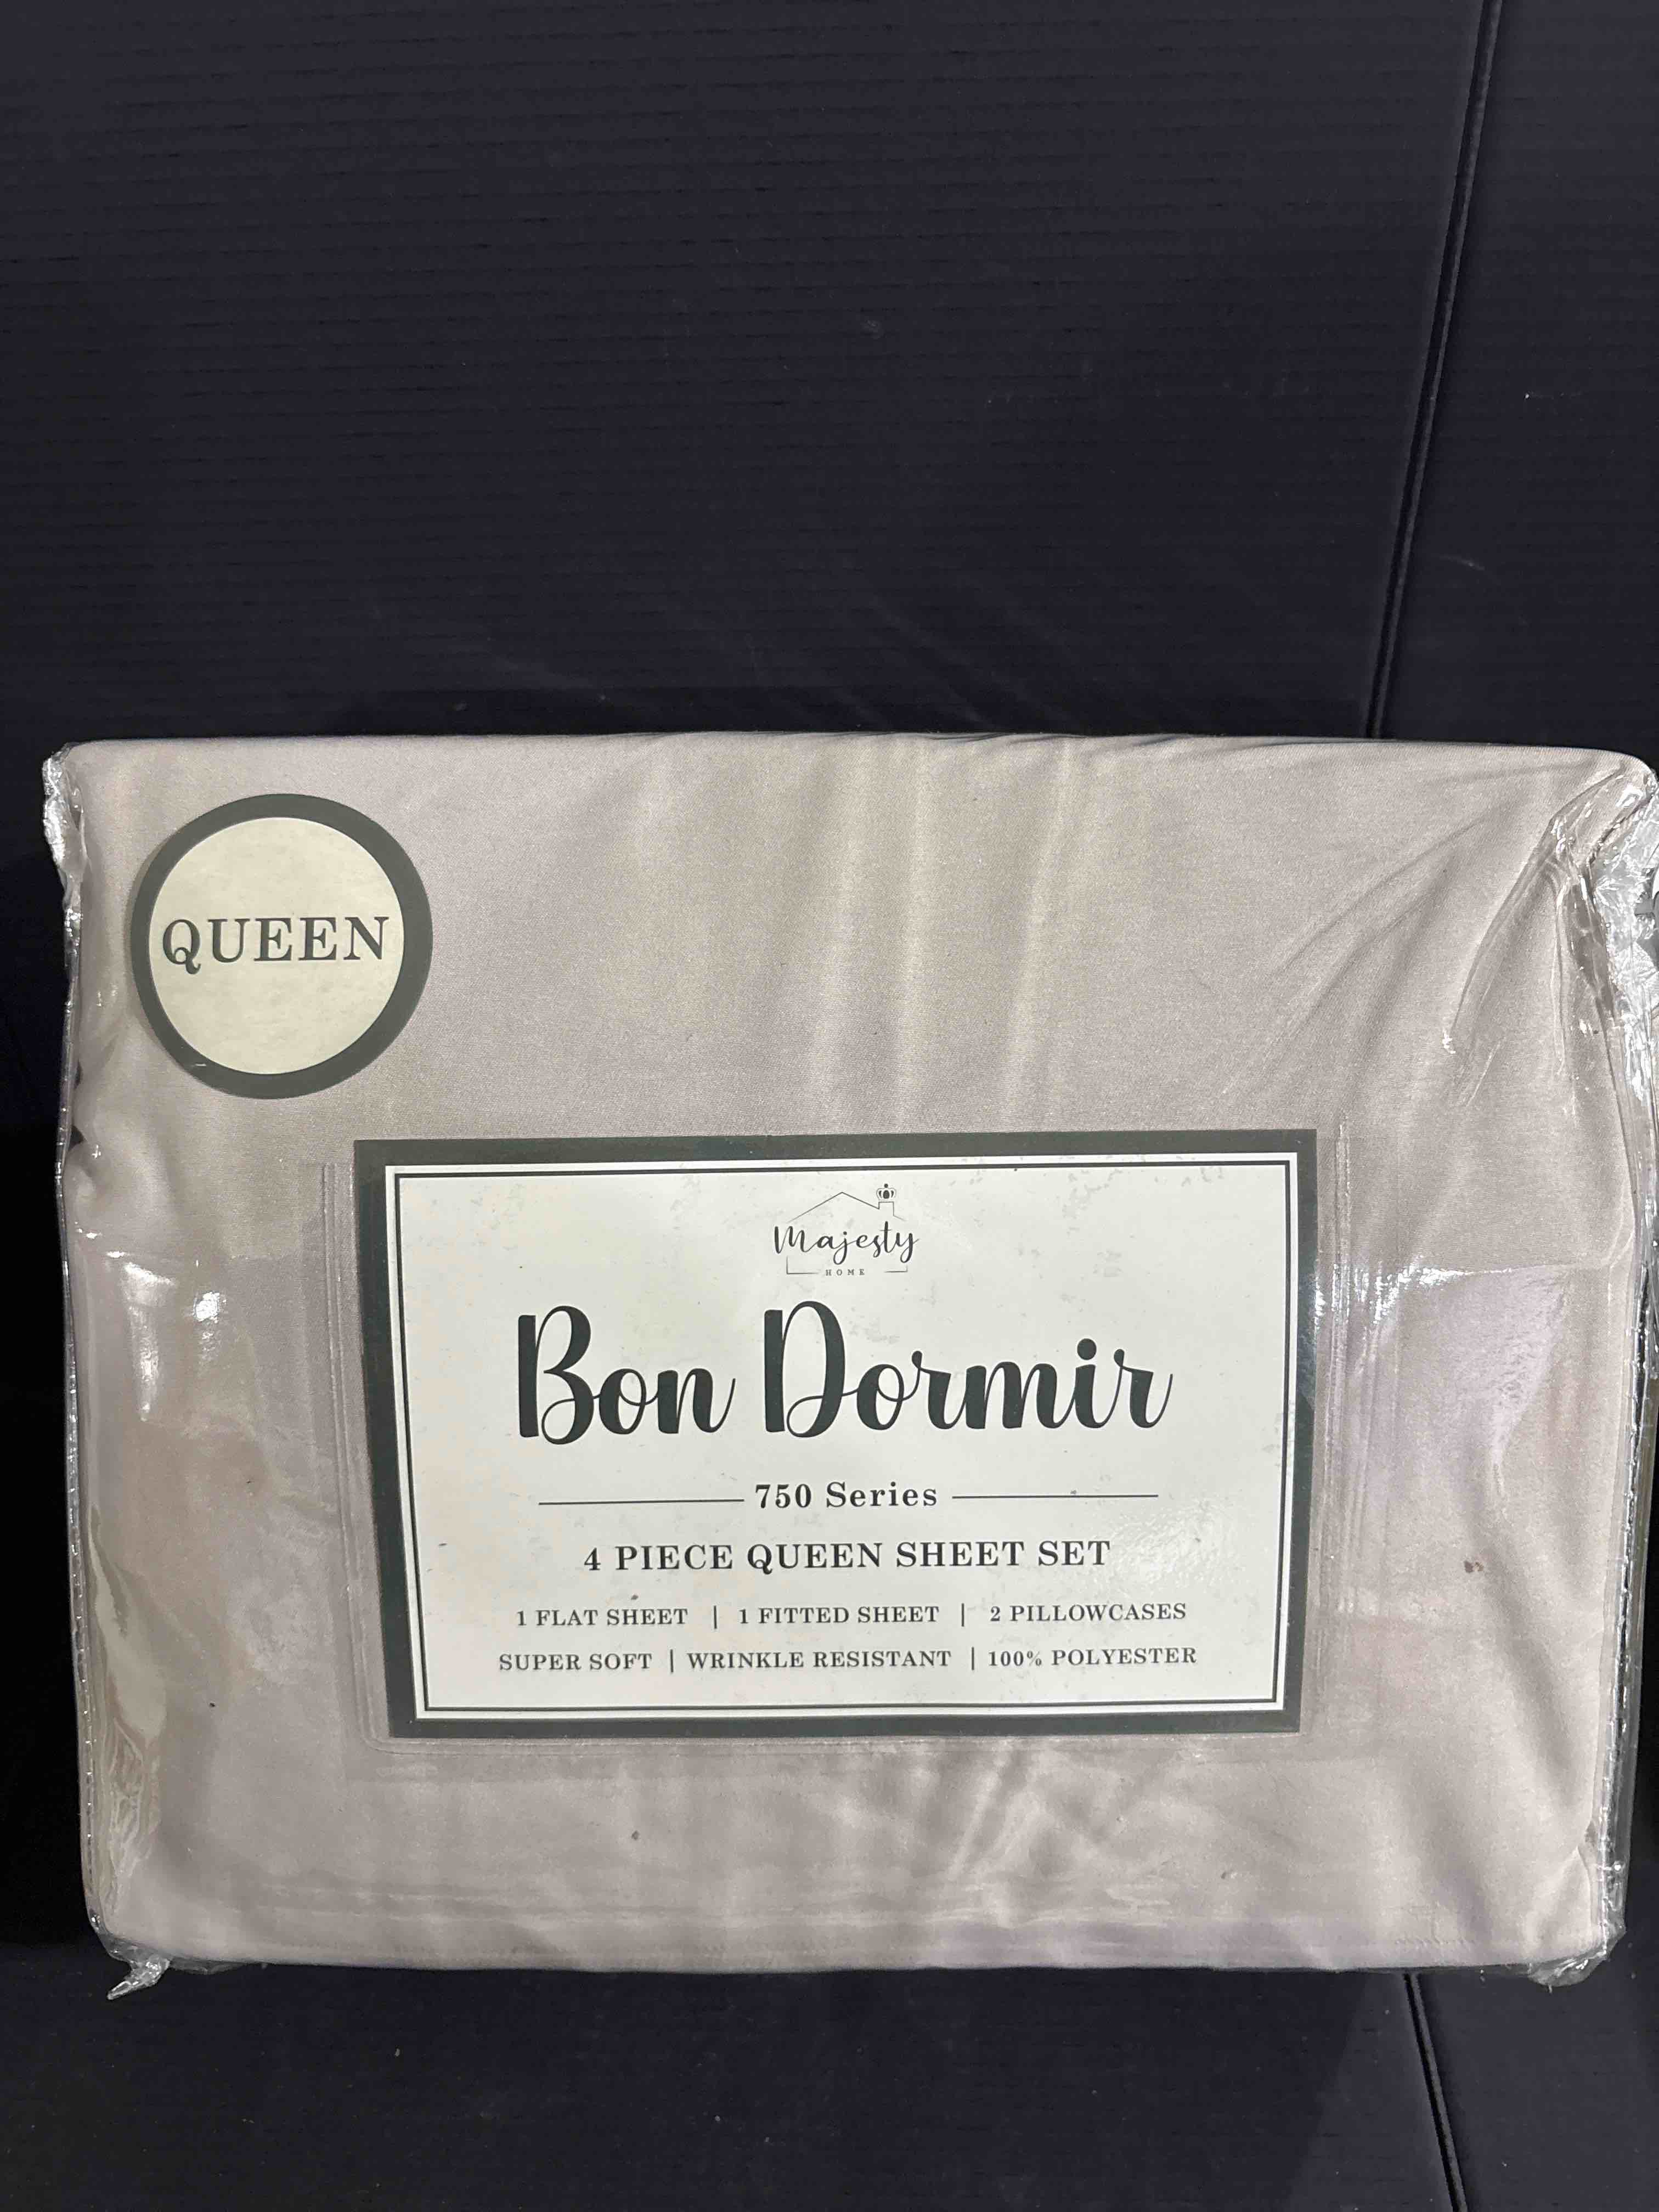 QUEEN
Majesty
HOME
Bon Dormir
750 Series
4 PIECE QUEEN SHEET SET
1 FLAT SHEET | 1 FITTED SHEET | 2 PILLOWCASES
SUPER SOFT | WRINKLE RESISTANT | 100% POLYESTER